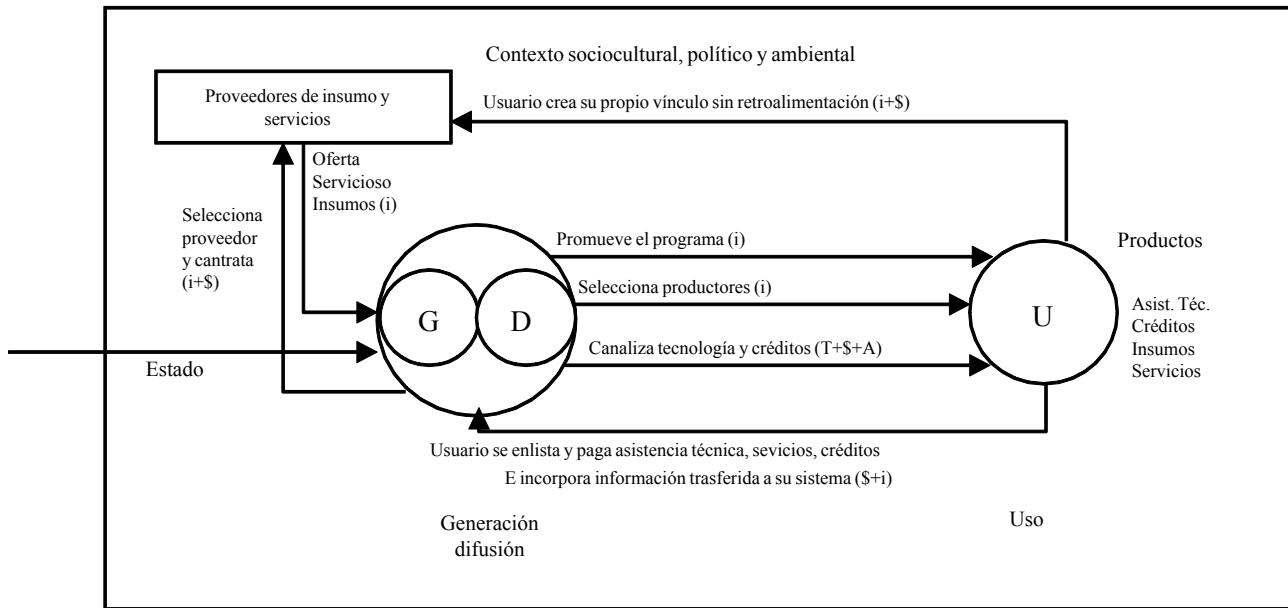 Contexto sociocultural, político y ambiental
Proveedores de insumo y
servicios
Usuario crea su propio vínculo sin retroalimentación (i+$)
Oferta
Servicioso
Insumos (i)
Selecciona
proveedor
y cantrata
(i+$)
Promueve el programa (i)
Productos
Selecciona productores (i)
G
D
U
Asist. Téc.
Créditos
Insumos
Servicios
Canaliza tecnología y créditos (T+$+A)
Estado
Usuario se enlista y paga asistencia técnica, sevicios, créditos
E incorpora información trasferida a su sistema ($+i)
Generación
difusión
Uso